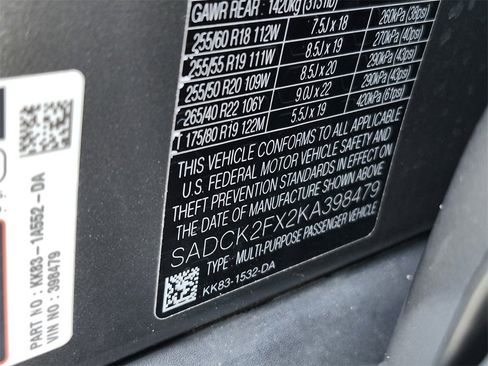 GAWR REAR : 1420kg (3131lb)
255/60 R18 112W 7.5J x 18 260kPa (38psi)
255/55 R19 111W 8.5J x 19 270kPa (40psi)
255/50 R20 109W 8.5J x 20 290kPa (43psi)
265/40 R22 106Y 9.0J x 22 290kPa (43psi)
T 175/80 R19 122M 5.5J x 19 420kPa (61psi)
THIS VEHICLE CONFORMS TO ALL APPLICABLE
U.S. FEDERAL MOTOR VEHICLE SAFETY AND
THEFT PREVENTION STANDARDS IN EFFECT ON
THE DATE OF MANUFACTURE SHOWN ABOVE.
SADCK2FX2KA398479
TYPE : MULTI-PURPOSE PASSENGER VEHICLE
KK83-1532-DA
PART NO : KK83-1A552-DA
VIN NO : 398479